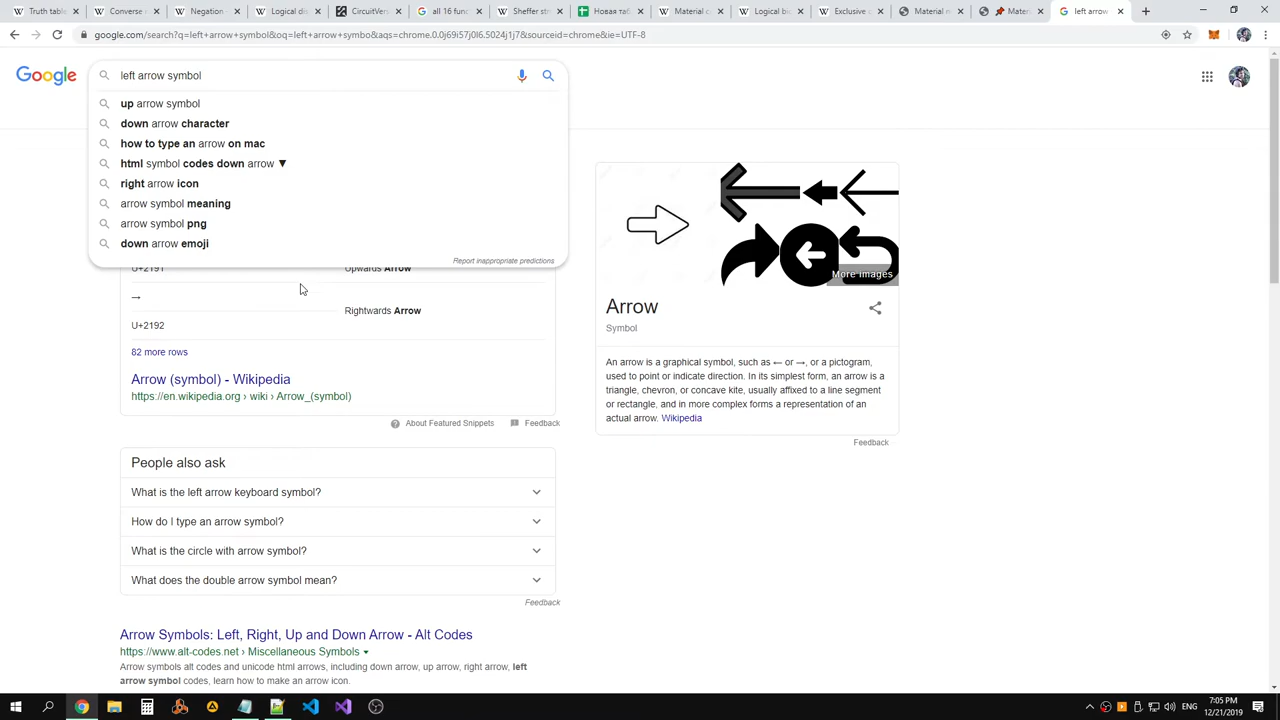 Truth table
Converse n
Negation -
Logical dis
CircuitVer
all 16 func
Sheffer str
Новая таб
Material c
Logical bic
Exclusive c
Material n
Mater
left arrow
google.com/search?q=left+arrow+symbol&oq=left+arrow+symbo&aqs=chrome.0.0j69i57j0l6.5024j1j7&sourceid=chrome&ie=UTF-8
Google
left arrow symbol
up arrow symbol
down arrow character
how to type an arrow on mac
html symbol codes down arrow ▼
right arrow icon
arrow symbol meaning
arrow symbol png
down arrow emoji
Report inappropriate predictions
U+2191
Upwards Arrow
→
Rightwards Arrow
U+2192
82 more rows
Arrow (symbol) - Wikipedia
https://en.wikipedia.org › wiki › Arrow_(symbol)
About Featured Snippets
Feedback
People also ask
What is the left arrow keyboard symbol?
How do I type an arrow symbol?
What is the circle with arrow symbol?
What does the double arrow symbol mean?
Feedback
Arrow Symbols: Left, Right, Up and Down Arrow - Alt Codes
https://www.alt-codes.net › Miscellaneous Symbols ▾
Arrow symbols alt codes and unicode html arrows, including down arrow, up arrow, right arrow, left
arrow symbol codes, learn how to make an arrow icon.
More images
Arrow
Symbol
An arrow is a graphical symbol, such as ← or →, or a pictogram,
used to point or indicate direction. In its simplest form, an arrow is a
triangle, chevron, or concave kite, usually affixed to a line segment
or rectangle, and in more complex forms a representation of an
actual arrow. Wikipedia
Feedback
ENG
7:05 PM
12/21/2019